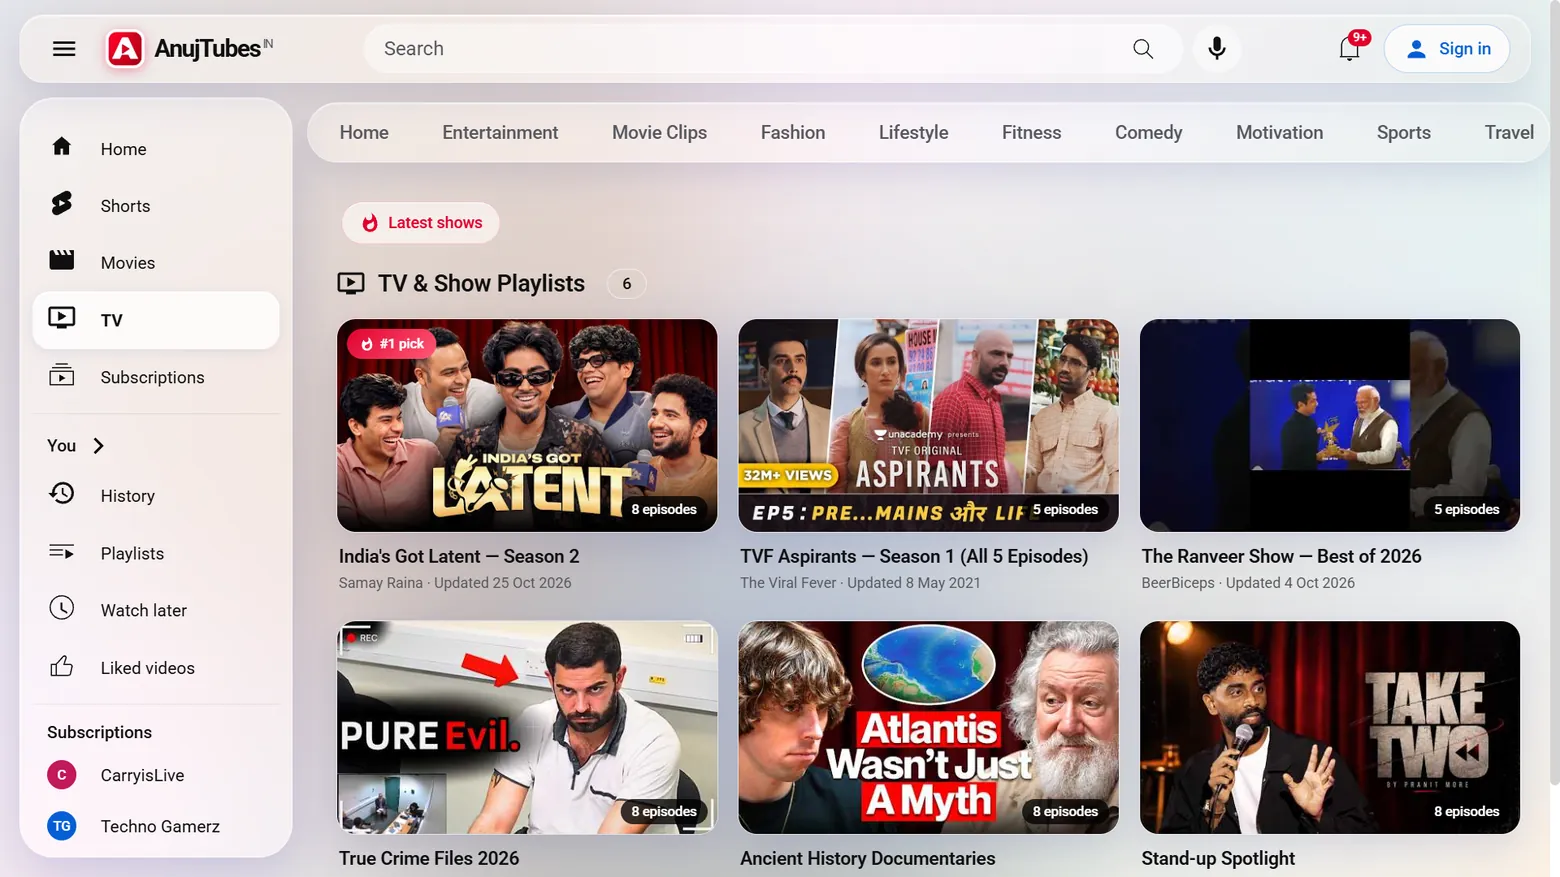 AnujTubes IN
Search
9+
Sign in
Home
Shorts
Movies
TV
Subscriptions
You
History
Playlists
Watch later
Liked videos
Subscriptions
C CarryisLive
TG Techno Gamerz
Home Entertainment Movie Clips Fashion Lifestyle Fitness Comedy Motivation Sports Travel
Latest shows
TV & Show Playlists 6
#1 pick
INDIA'S GOT
LATENT
8 episodes
India's Got Latent — Season 2
Samay Raina · Updated 25 Oct 2026
HOUSE
unacademy presents
TVF ORIGINAL
32M+ VIEWS
ASPIRANTS
EP5 : PRE...MAINS और LIF
5 episodes
TVF Aspirants — Season 1 (All 5 Episodes)
The Viral Fever · Updated 8 May 2021
5 episodes
The Ranveer Show — Best of 2026
BeerBiceps · Updated 4 Oct 2026
REC
PURE Evil.
8 episodes
True Crime Files 2026
Atlantis
Wasn't Just
A Myth
8 episodes
Ancient History Documentaries
TAKE
TWO
BY PRANIT MORE
8 episodes
Stand-up Spotlight